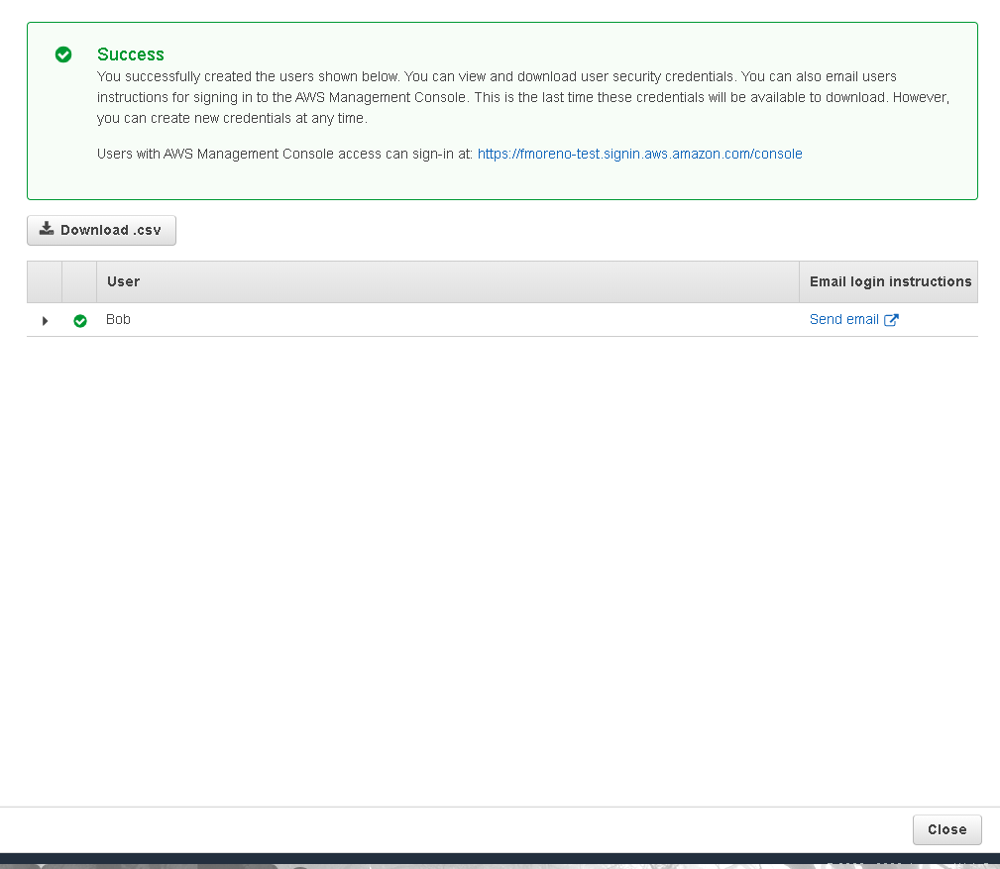 Success
You successfully created the users shown below. You can view and download user security credentials. You can also email users
instructions for signing in to the AWS Management Console. This is the last time these credentials will be available to download. However,
you can create new credentials at any time.
Users with AWS Management Console access can sign-in at: https://fmoreno-test.signin.aws.amazon.com/console
Download .csv
User Email login instructions
Bob Send email
Close